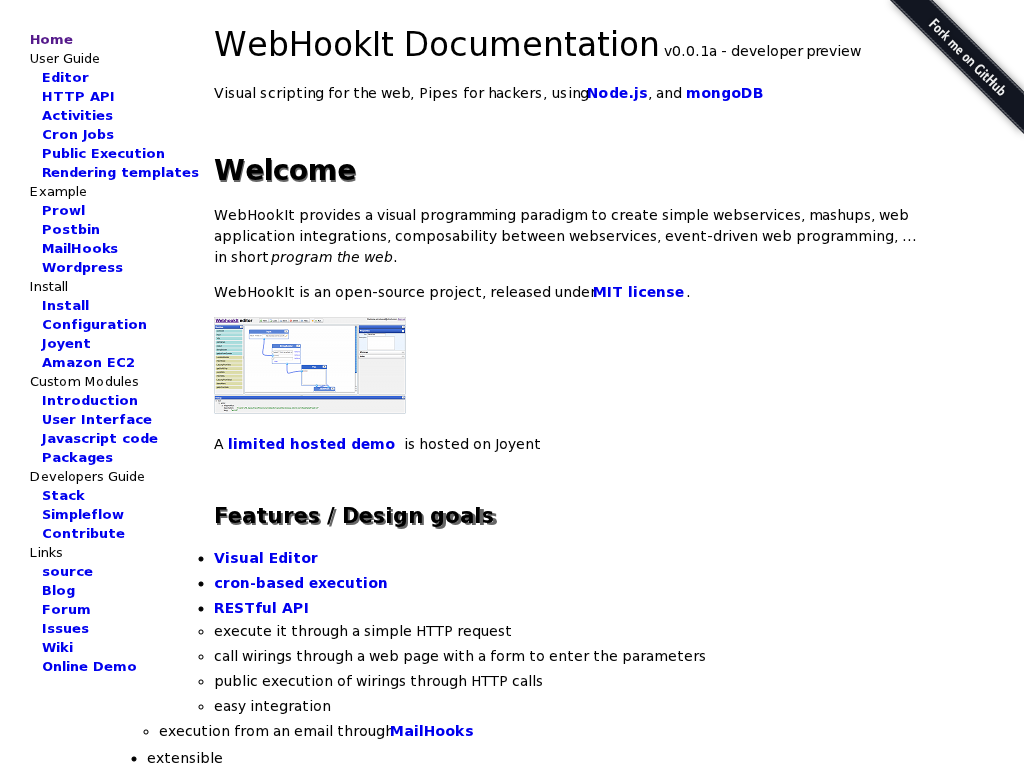 Home
User Guide
Editor
HTTP API
Activities
Cron Jobs
Public Execution
Rendering templates
Example
Prowl
Postbin
MailHooks
Wordpress
Install
Install
Configuration
Joyent
Amazon EC2
Custom Modules
Introduction
User Interface
Javascript code
Packages
Developers Guide
Stack
Simpleflow
Contribute
Links
source
Blog
Forum
Issues
Wiki
Online Demo
WebHookIt Documentation v0.0.1a - developer preview
Fork me on GitHub
Visual scripting for the web, Pipes for hackers, using Node.js, and mongoDB
Welcome
WebHookIt provides a visual programming paradigm to create simple webservices, mashups, web
application integrations, composability between webservices, event-driven web programming, ...
in short program the web.
WebHookIt is an open-source project, released under MIT license.
WebHookIt editor
A limited hosted demo is hosted on Joyent
Features / Design goals
Visual Editor
cron-based execution
RESTful API
execute it through a simple HTTP request
call wirings through a web page with a form to enter the parameters
public execution of wirings through HTTP calls
easy integration
execution from an email through MailHooks
extensible